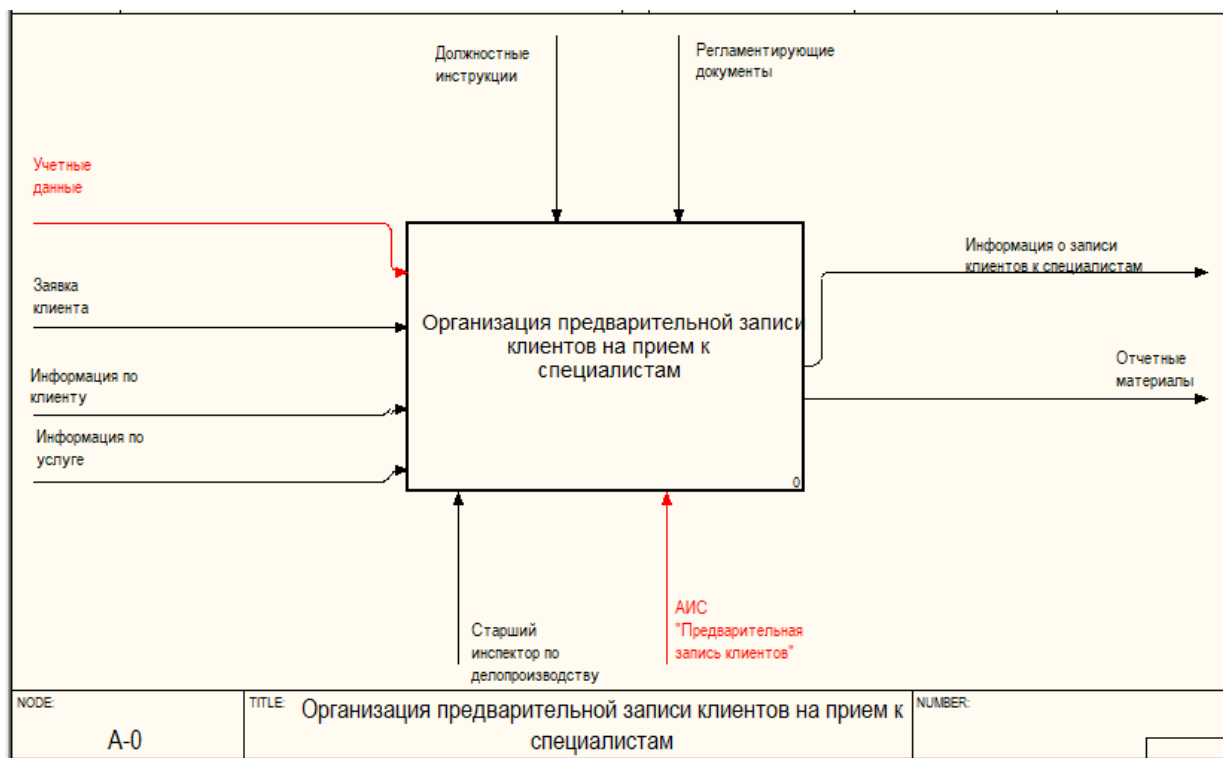 Должностные
инструкции
Регламентирующие
документы
Учетные
данные
Информация о записи
клиентов к специалистам
Заявка
клиента
Организация предварительной записи
клиентов на прием к
специалистам
Отчетные
материалы
Информация по
клиенту
Информация по
услуге
0
АИС
"Предварительная
запись клиентов"
Старший
инспектор по
делопроизводству
NODE:
A-0
TITLE:
Организация предварительной записи клиентов на прием к
специалистам
NUMBER: